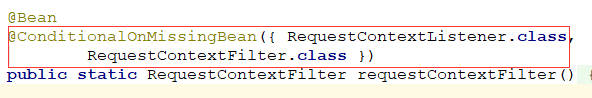 @Bean
@ConditionalOnMissingBean({ RequestContextListener.class,
RequestContextFilter.class })
public static RequestContextFilter requestContextFilter() {